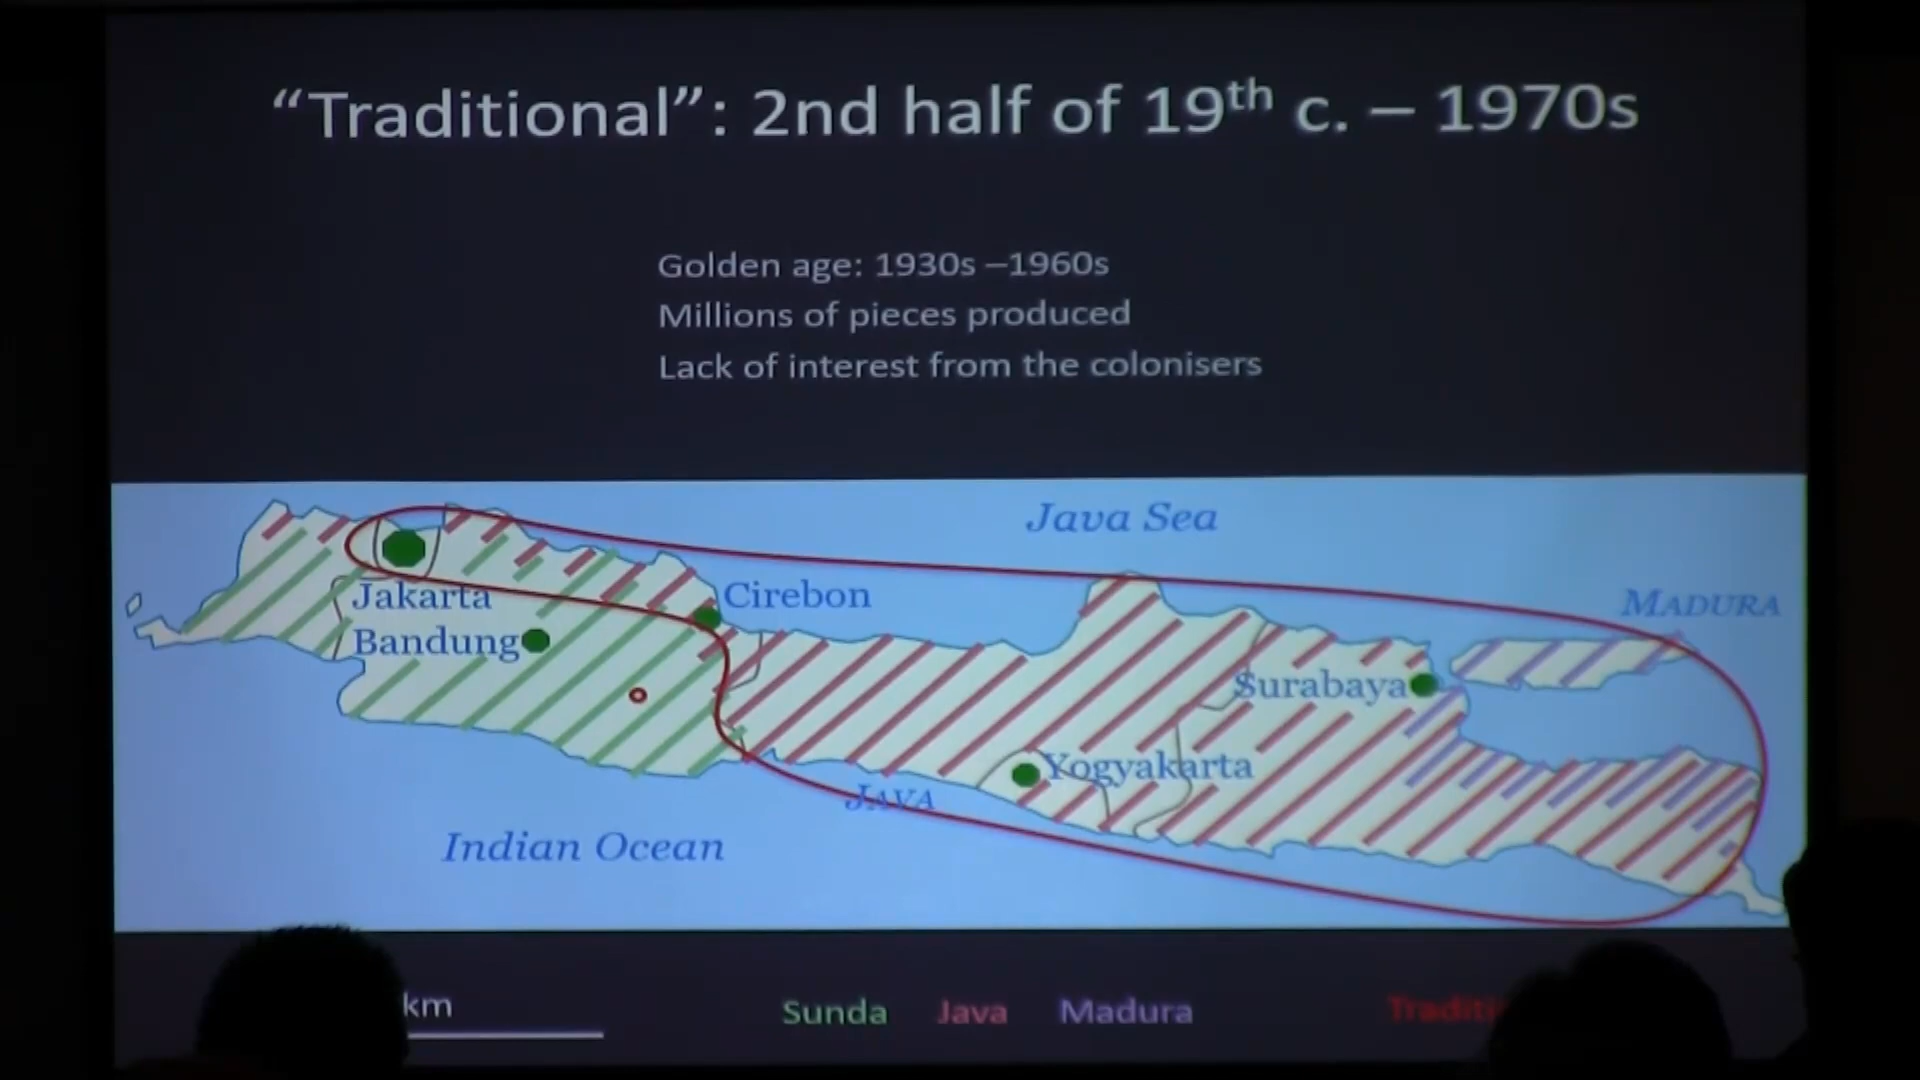 “Traditional”: 2nd half of 19th c. – 1970s
Golden age: 1930s –1960s
Millions of pieces produced
Lack of interest from the colonisers
Java Sea
Jakarta
Cirebon
MADURA
Bandung
Surabaya
Yogyakarta
JAVA
Indian Ocean
km
Sunda Java Madura